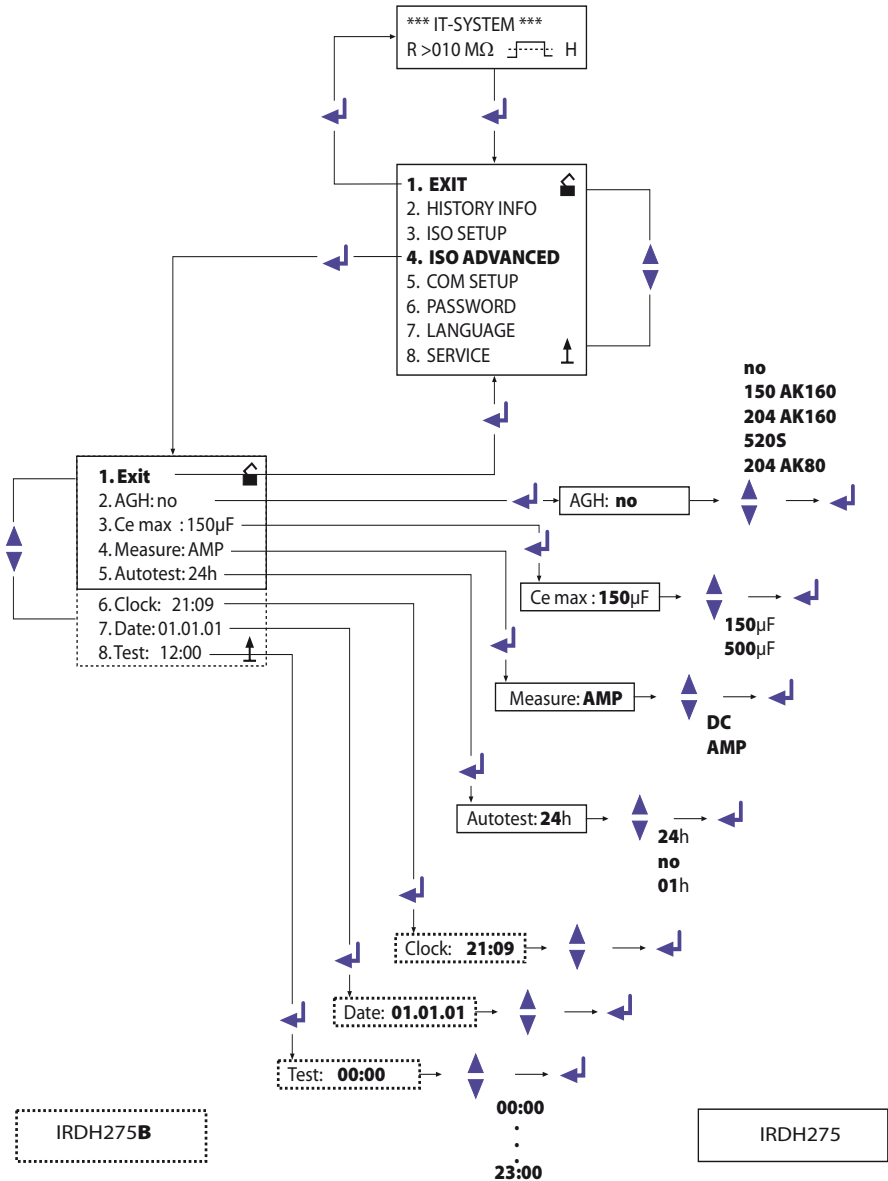 *** IT-SYSTEM ***
R >010 MΩ H
1. EXIT
2. HISTORY INFO
3. ISO SETUP
4. ISO ADVANCED
5. COM SETUP
6. PASSWORD
7. LANGUAGE
8. SERVICE
no
150 AK160
204 AK160
520S
204 AK80
1. Exit
2. AGH: no
3. Ce max : 150µF
4. Measure: AMP
5. Autotest: 24h
6. Clock: 21:09
7. Date: 01.01.01
8. Test: 12:00
AGH: no
Ce max : 150µF
150µF
500µF
Measure: AMP
DC
AMP
Autotest: 24h
24h
no
01h
Clock: 21:09
Date: 01.01.01
Test: 00:00
00:00
.
.
.
23:00
IRDH275B
IRDH275